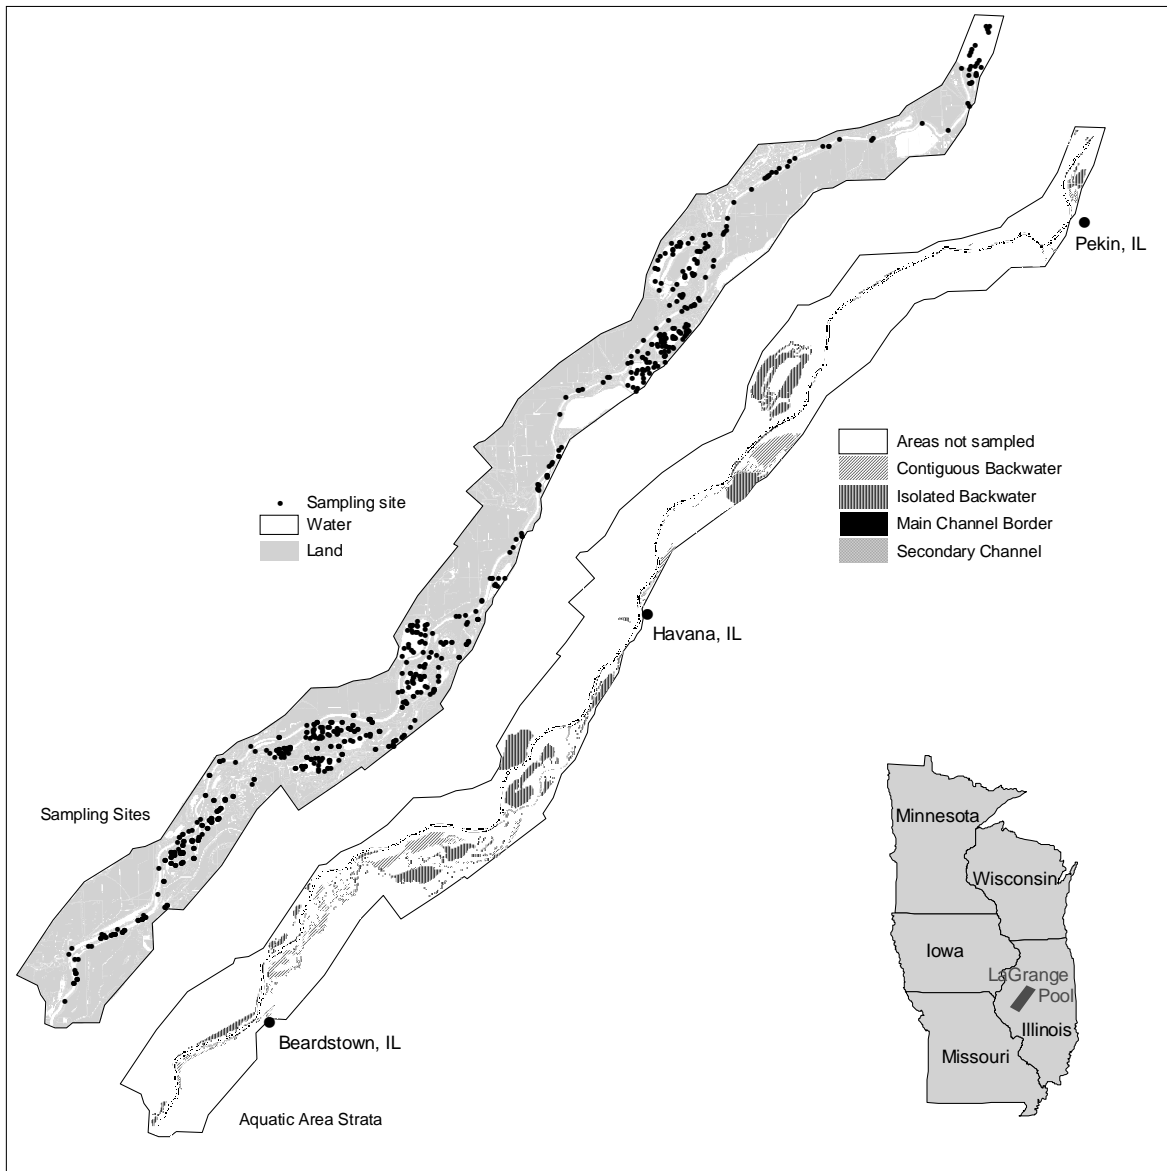 Pekin, IL
Areas not sampled
Contiguous Backwater
Isolated Backwater
Main Channel Border
Secondary Channel
Sampling site
Water
Land
Havana, IL
Sampling Sites
Beardstown, IL
Aquatic Area Strata
Minnesota
Wisconsin
Iowa
LaGrange
Pool
Illinois
Missouri